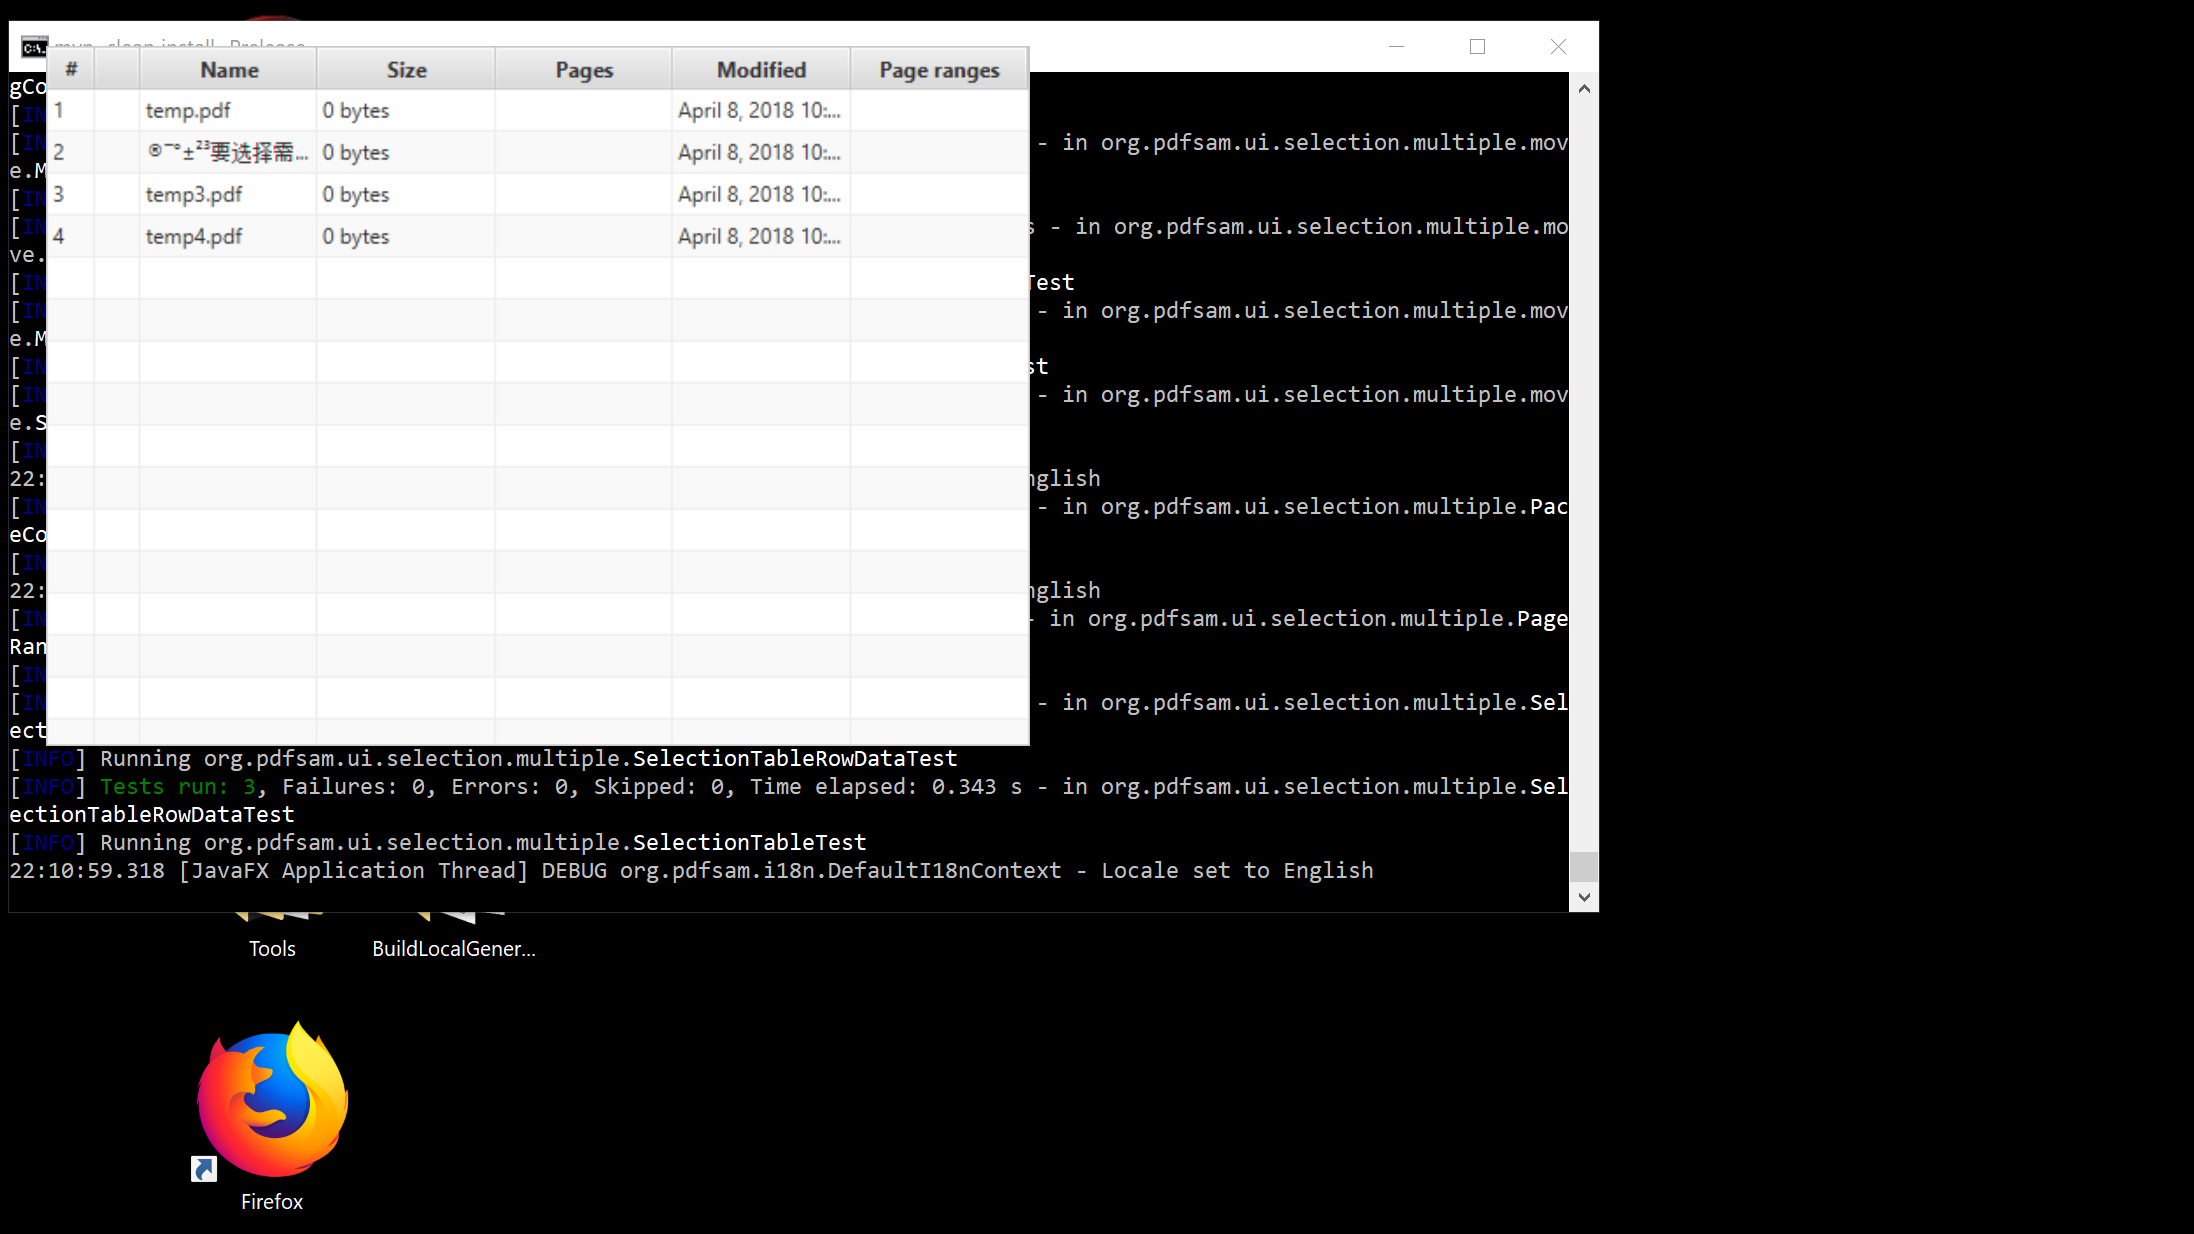 mvn clean install -Prelease
# Name Size Pages Modified Page ranges
1 temp.pdf 0 bytes April 8, 2018 10:...
2 ®¯°±²³要选择需... 0 bytes April 8, 2018 10:...
3 temp3.pdf 0 bytes April 8, 2018 10:...
4 temp4.pdf 0 bytes April 8, 2018 10:...
gCo
[IN
[IN - in org.pdfsam.ui.selection.multiple.mov
e.M
[IN
[IN s - in org.pdfsam.ui.selection.multiple.mo
ve.
[IN Test
[IN - in org.pdfsam.ui.selection.multiple.mov
e.M
[IN st
[IN - in org.pdfsam.ui.selection.multiple.mov
e.S
[IN
22: nglish
[IN - in org.pdfsam.ui.selection.multiple.Pac
eCo
[IN
22: nglish
[IN - in org.pdfsam.ui.selection.multiple.Page
Ran
[IN
[IN - in org.pdfsam.ui.selection.multiple.Sel
ect
[INFO] Running org.pdfsam.ui.selection.multiple.SelectionTableRowDataTest
[INFO] Tests run: 3, Failures: 0, Errors: 0, Skipped: 0, Time elapsed: 0.343 s - in org.pdfsam.ui.selection.multiple.Sel
ectionTableRowDataTest
[INFO] Running org.pdfsam.ui.selection.multiple.SelectionTableTest
22:10:59.318 [JavaFX Application Thread] DEBUG org.pdfsam.i18n.DefaultI18nContext - Locale set to English
Tools BuildLocalGener...
Firefox